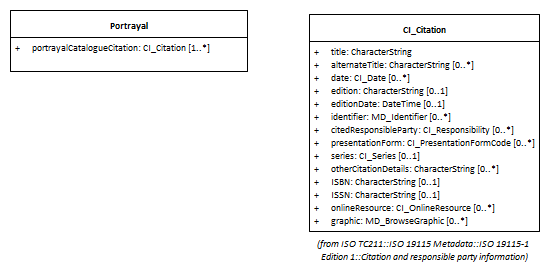 Portrayal
+ portrayalCatalogueCitation: CI_Citation [1..*]
CI_Citation
+ title: CharacterString
+ alternateTitle: CharacterString [0..*]
+ date: CI_Date [0..*]
+ edition: CharacterString [0..1]
+ editionDate: DateTime [0..1]
+ identifier: MD_Identifier [0..*]
+ citedResponsibleParty: CI_Responsibility [0..*]
+ presentationForm: CI_PresentationFormCode [0..*]
+ series: CI_Series [0..1]
+ otherCitationDetails: CharacterString [0..*]
+ ISBN: CharacterString [0..1]
+ ISSN: CharacterString [0..1]
+ onlineResource: CI_OnlineResource [0..*]
+ graphic: MD_BrowseGraphic [0..*]
(from ISO TC211::ISO 19115 Metadata::ISO 19115-1
Edition 1::Citation and responsible party information)